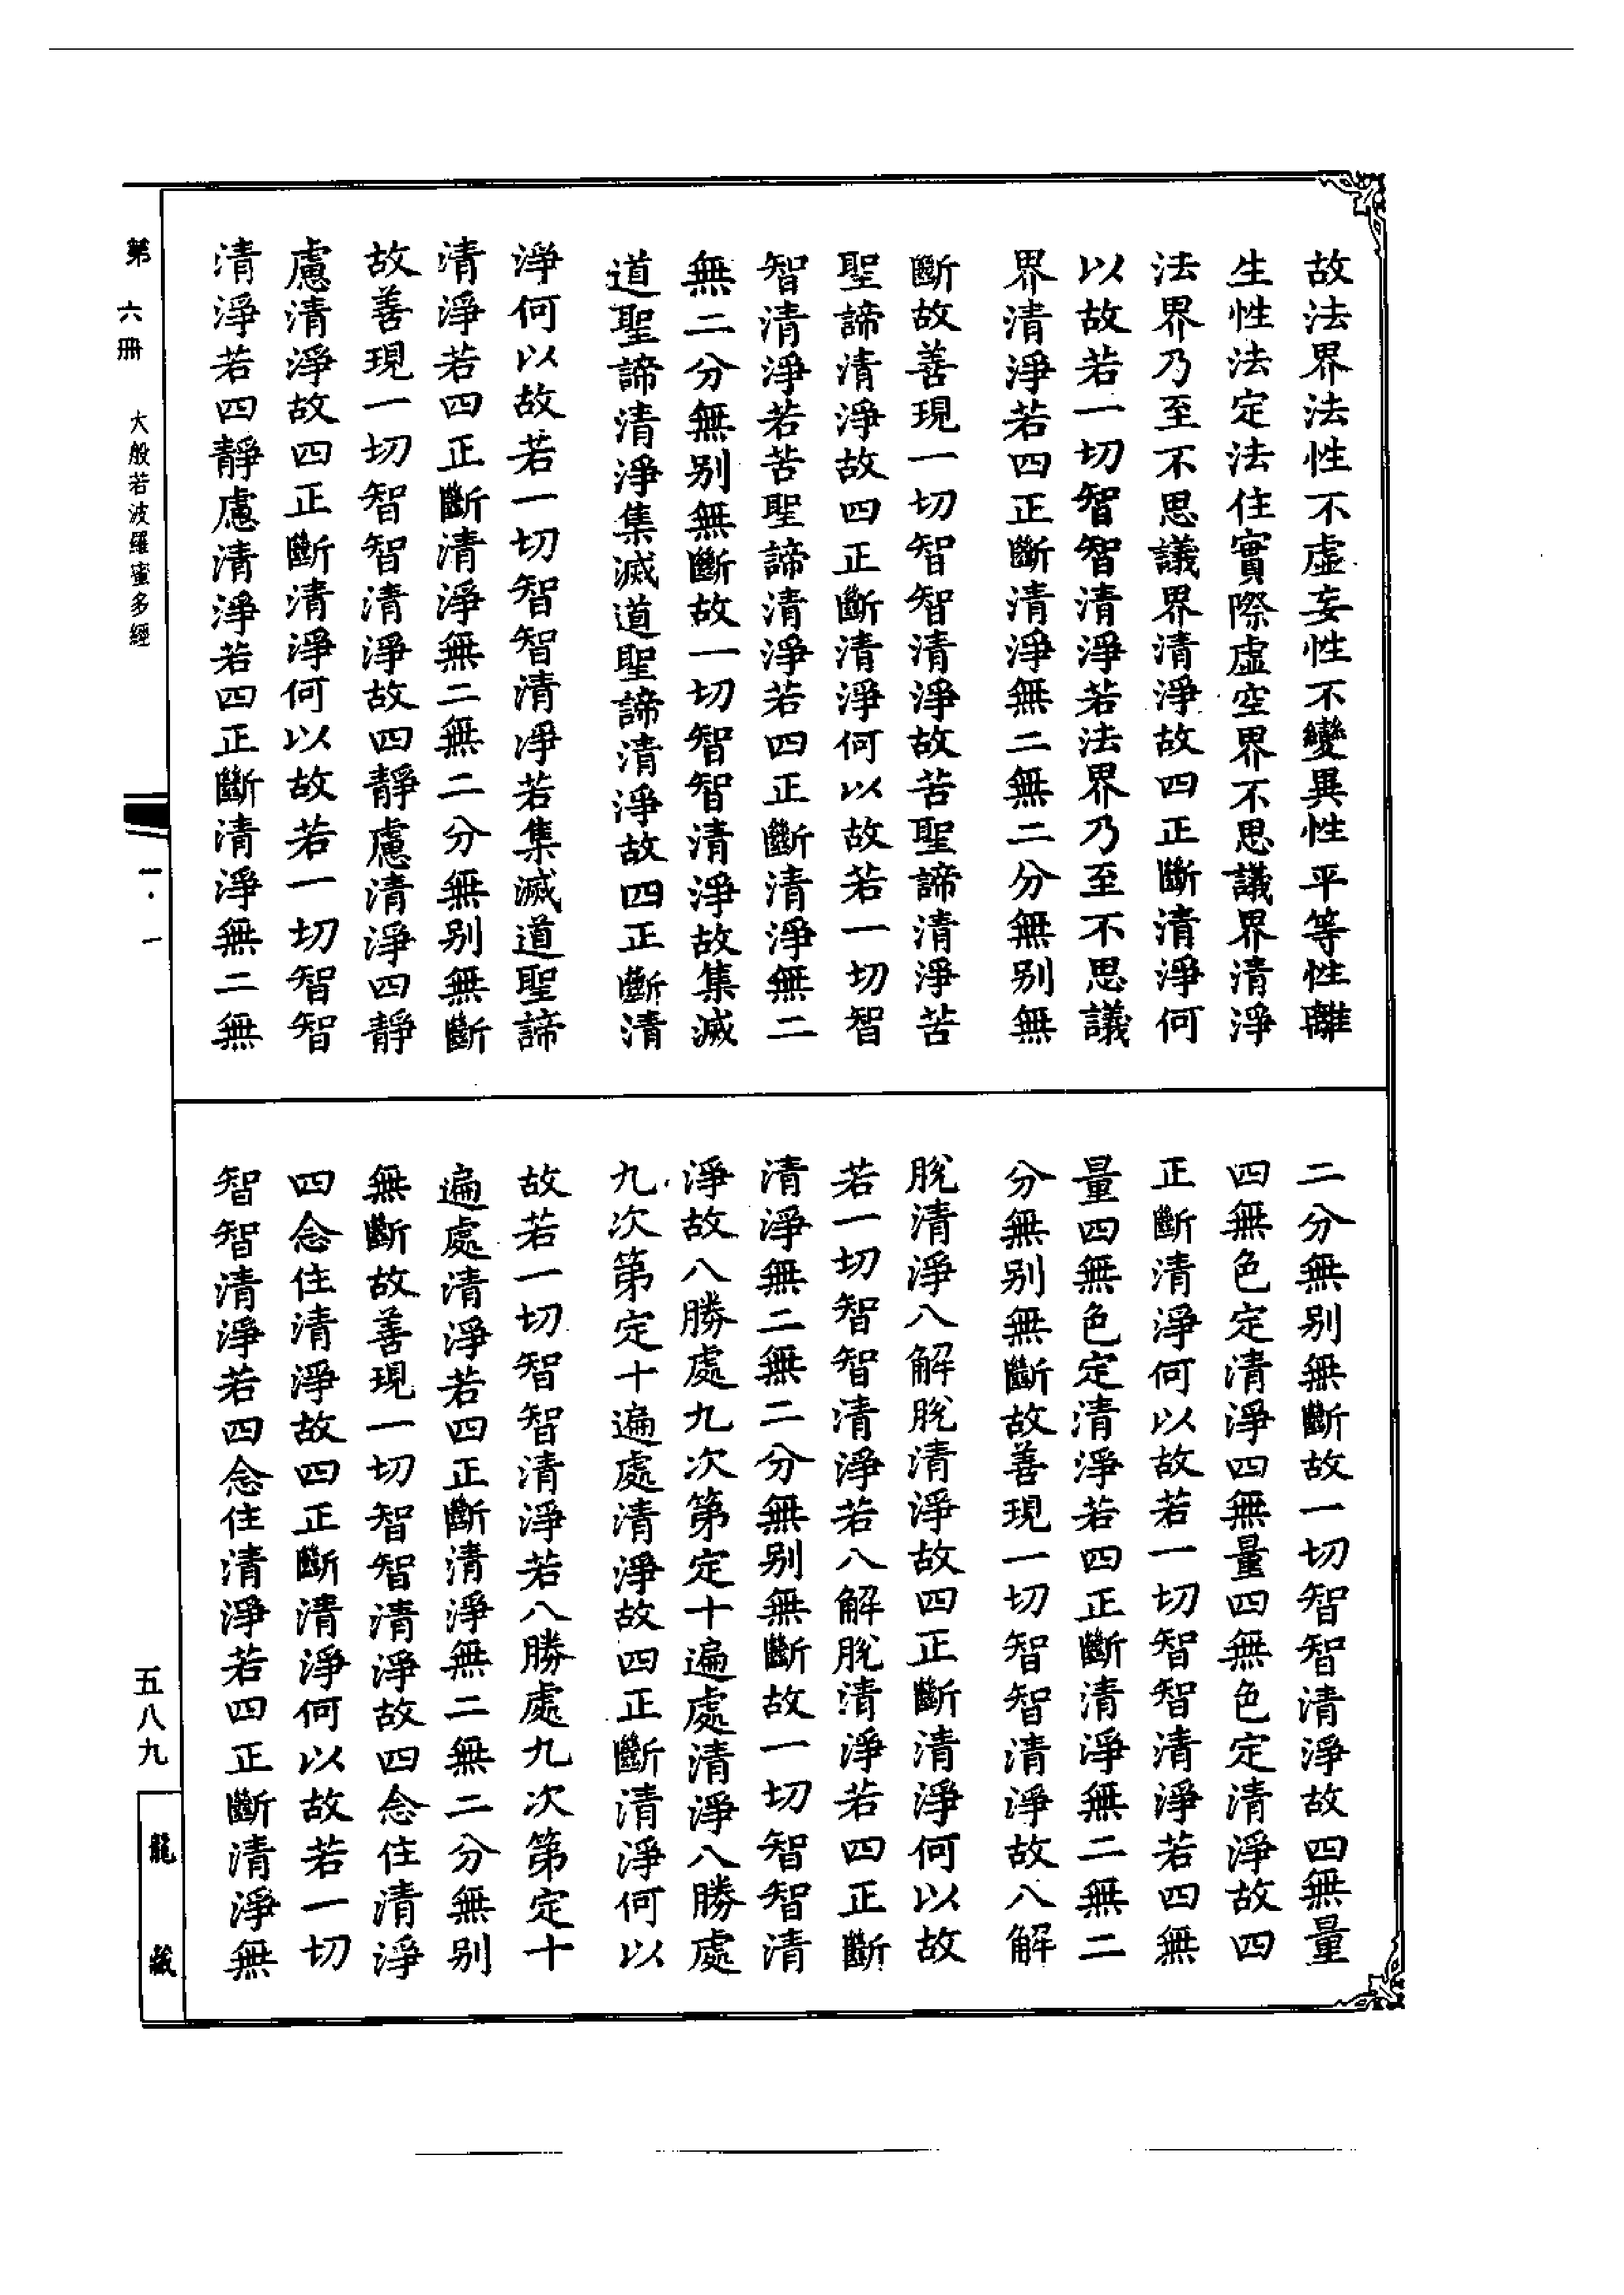 故法界法性不虛妄性不變異性平等性離
生性法定法住實際虛空界不思議界清淨
法界乃至不思議界清淨故四正斷清淨何
以故若一切智智清淨若法界乃至不思議
界清淨若四正斷清淨無二無二分無别無
斷故善現一切智智清淨故苦聖諦清淨苦
聖諦清淨故四正斷清淨何以故若一切智
智清淨若苦聖諦清淨若四正斷清淨無二
無二分無别無斷故一切智智清淨故集滅
道聖諦清淨集滅道聖諦清淨故四正斷清
淨何以故若一切智智清淨若集滅道聖諦
清淨若四正斷清淨無二無二分無别無斷
故善現一切智智清淨故四靜慮清淨四靜
慮清淨故四正斷清淨何以故若一切智智
清淨若四靜慮清淨若四正斷清淨無二無
二分無别無斷故一切智智清淨故四無量
四無色定清淨四無量四無色定清淨故四
正斷清淨何以故若一切智智清淨若四無
量四無色定清淨若四正斷清淨無二無二
分無别無斷故善現一切智智清淨故八解
脫清淨八解脫清淨故四正斷清淨何以故
若一切智智清淨若八解脫清淨若四正斷
清淨無二無二分無别無斷故一切智智清
淨故八勝處九次第定十遍處清淨八勝處
九次第定十遍處清淨故四正斷清淨何以
故若一切智智清淨若八勝處九次第定十
遍處清淨若四正斷清淨無二無二分無别
無斷故善現一切智智清淨故四念住清淨
四念住清淨故四正斷清淨何以故若一切
智智清淨若四念住清淨若四正斷清淨無
第六冊 大般若波羅蜜多經
一·一
五八九
龍藏